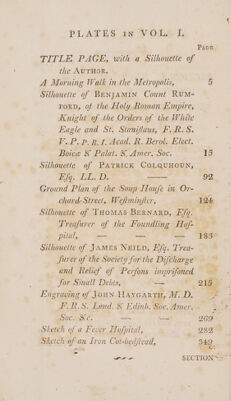 PLATES in VOL. I.
PAGE
TITLE PAGE, with a Silhouette of
the AUTHOR.
A Morning Walk in the Metropolis, 5
Silhouette of BENJAMIN Count RUM-
FORD, of the Holy Roman Empire,
Knight of the Orders of the White
Eagle and St. Staniſlaus, F. R. S.
V. P. P. R. I. Acad. R. Berol. Elect.
Boicæ & Palat. & Amer. Soc. 13
Silhouette of PATRICK COLQUHOUN,
Eſq. LL. D. — 92
Ground Plan of the Soup Houſe in Or-
chard-Street, Weſtminſter, 124
Silhouette of THOMAS BERNARD, Eſq.
Treaſurer of the Foundling Hoſ-
pital, — — 183
Silhouette of JAMES NEILD, Eſq. Trea-
ſurer of the Society for the Diſcharge
and Relief of Perſons impriſoned
for Small Debts, — 215
Engraving of JOHN HAYGARTH, M. D.
F. R. S. Lond. & Edinb. Soc. Amer.
Soc. &c. — — 269
Sketch of a Fever Hoſpital, 282
Sketch of an Iron Cot-bedſtead, 342
SECTION